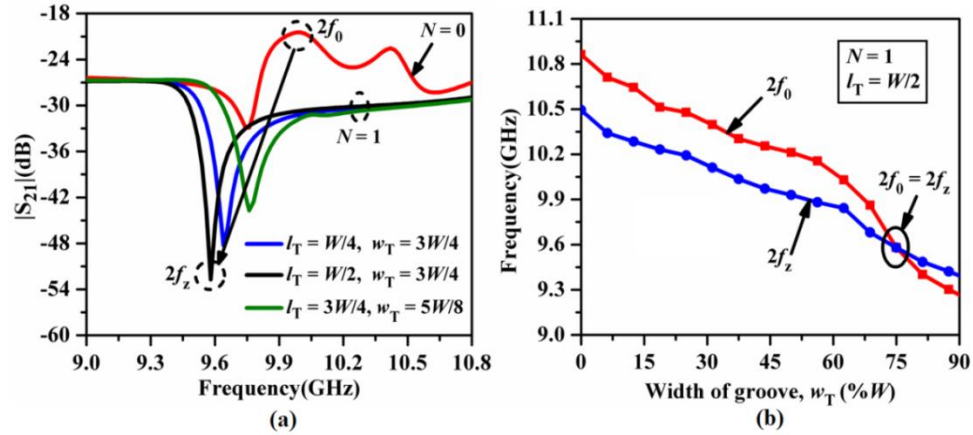 -15
-18
-24
-30
-36
-42
-48
-54
-60
|S21|(dB)
2f0
N = 0
N = 1
2fz
lT = W/4, wT = 3W/4
lT = W/2, wT = 3W/4
lT = 3W/4, wT = 5W/8
9.0 9.3 9.6 9.9 10.2 10.5 10.8
Frequency(GHz)
(a)
11.1
10.8
10.5
10.2
9.9
9.6
9.3
9.0
Frequency(GHz)
N = 1
lT = W/2
2f0
2f0 = 2fz
2fz
0 15 30 45 60 75 90
Width of groove, wT (%W)
(b)